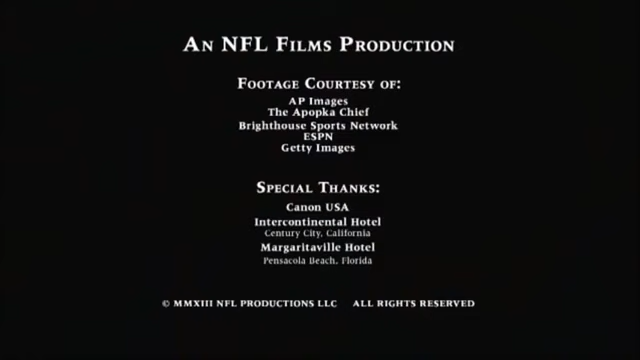 An NFL Films Production
Footage Courtesy of:
AP Images
The Apopka Chief
Brighthouse Sports Network
ESPN
Getty Images
Special Thanks:
Canon USA
Intercontinental Hotel
Century City, California
Margaritaville Hotel
Pensacola Beach, Florida
© MMXIII NFL PRODUCTIONS LLC ALL RIGHTS RESERVED